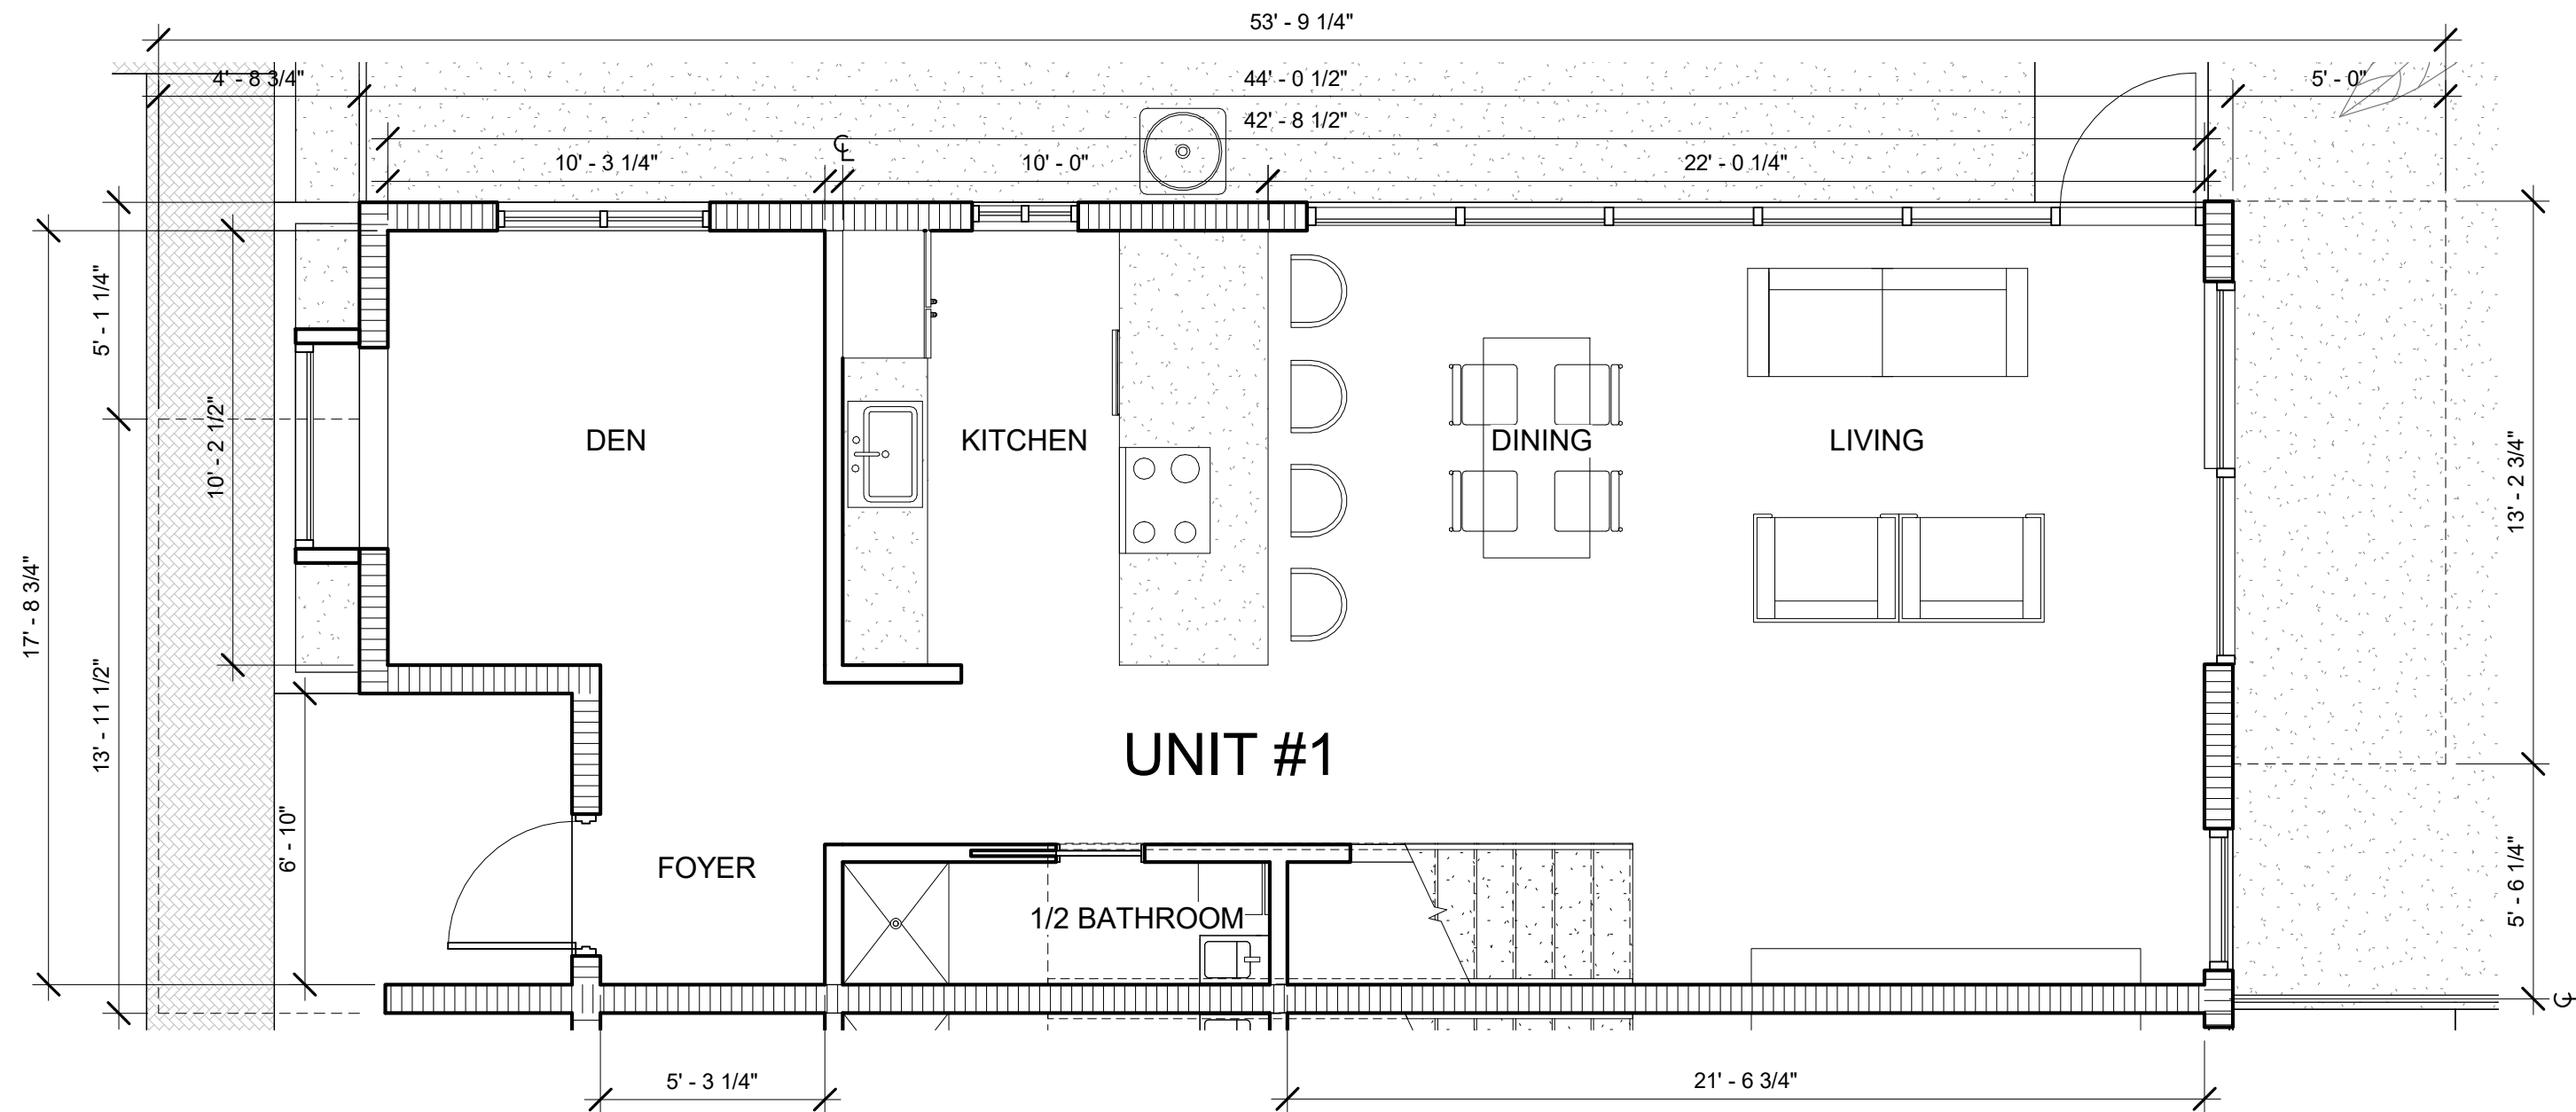 53' - 9 1/4"
4' - 8 3/4"
44' - 0 1/2"
5' - 0"
42' - 8 1/2"
10' - 3 1/4"
℄
10' - 0"
22' - 0 1/4"
5' - 1 1/4"
10' - 2 1/2"
17' - 8 3/4"
13' - 11 1/2"
6' - 10"
DEN
KITCHEN
DINING
LIVING
13' - 2 3/4"
UNIT #1
FOYER
1/2 BATHROOM
5' - 6 1/4"
℄
5' - 3 1/4"
21' - 6 3/4"